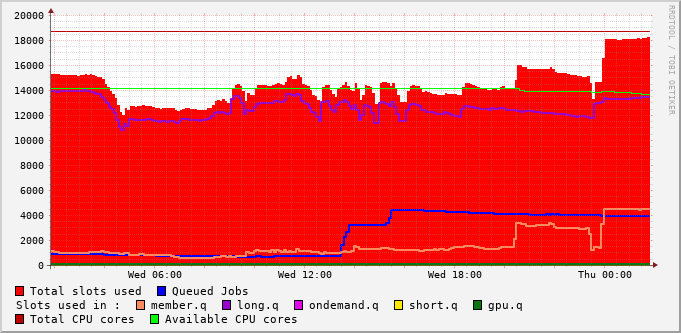 20000
18000
16000
14000
12000
10000
8000
6000
4000
2000
0
Wed 06:00 Wed 12:00 Wed 18:00 Thu 00:00
Total slots used Queued Jobs
Slots used in : member.q long.q ondemand.q short.q gpu.q
Total CPU cores Available CPU cores
RRDTOOL / TOBI OETIKER